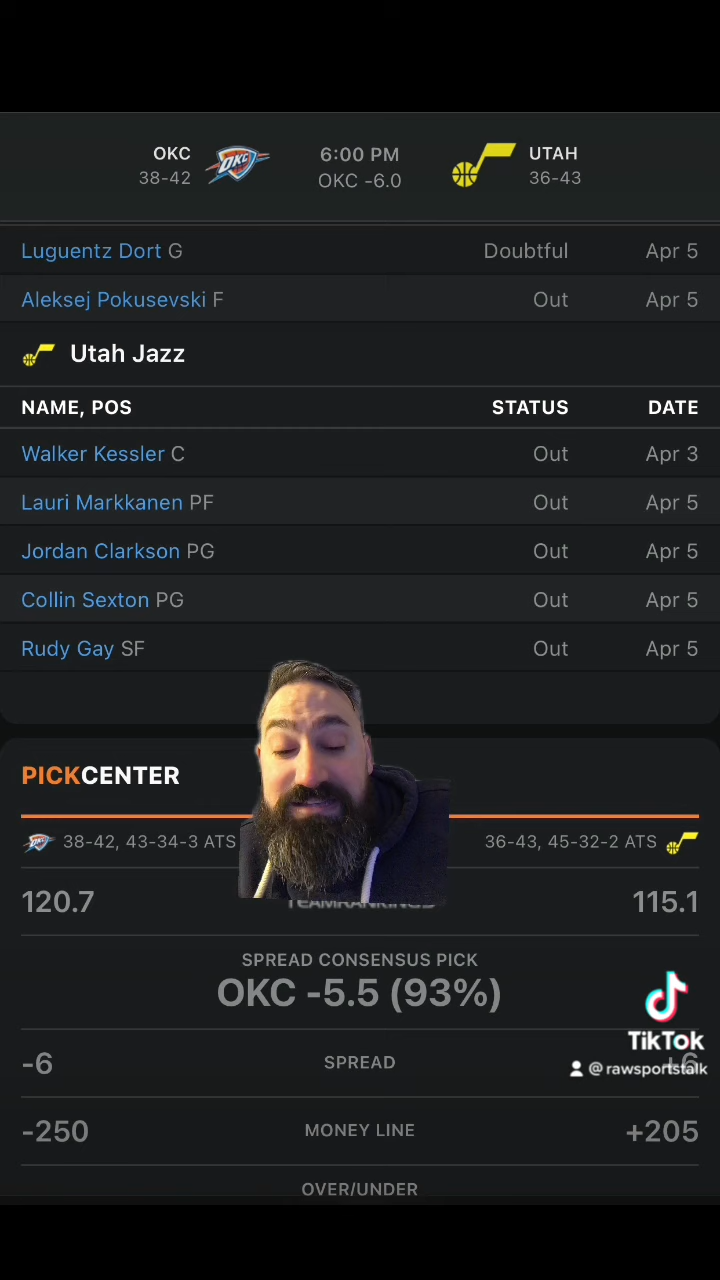 OKC
38-42
OKC
6:00 PM
OKC -6.0
UTAH
36-43
Luguentz Dort G Doubtful Apr 5
Aleksej Pokusevski F Out Apr 5
Utah Jazz
NAME, POS STATUS DATE
Walker Kessler C Out Apr 3
Lauri Markkanen PF Out Apr 5
Jordan Clarkson PG Out Apr 5
Collin Sexton PG Out Apr 5
Rudy Gay SF Out Apr 5
PICKCENTER
OKC 38-42, 43-34-3 ATS 36-43, 45-32-2 ATS
120.7 TEAMRANKINGS 115.1
SPREAD CONSENSUS PICK
OKC -5.5 (93%)
-6 SPREAD +6
TikTok
@rawsportstalk
-250 MONEY LINE +205
OVER/UNDER